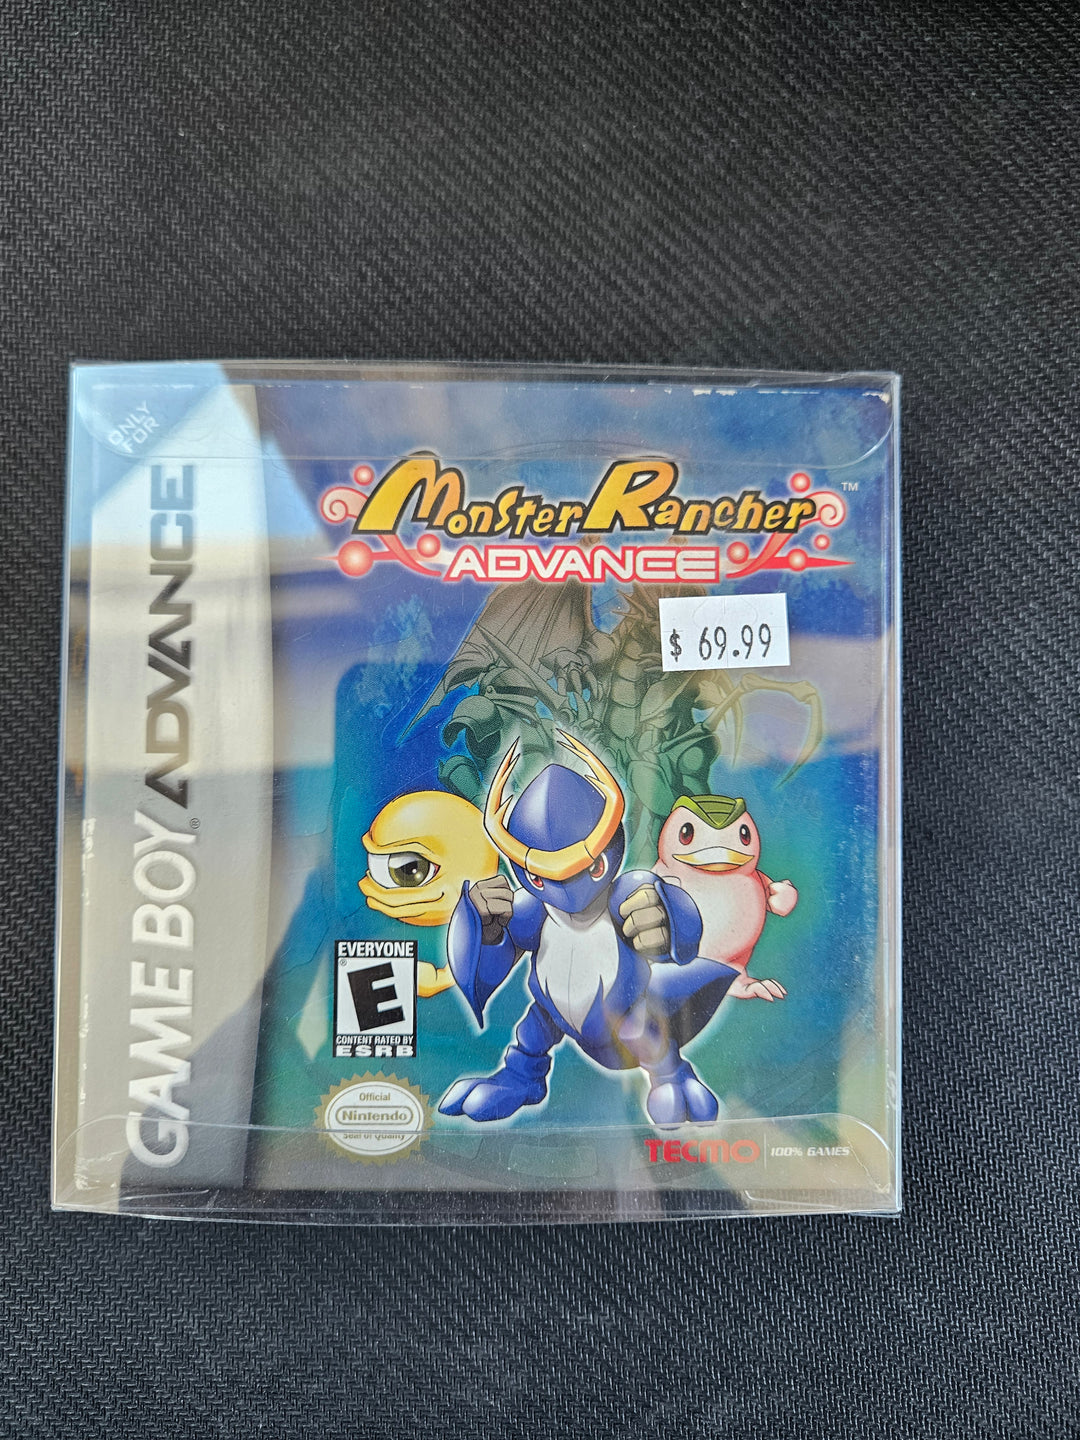 ONLY
FOR
GAME BOY ADVANCE
®
Monster Rancher
™
ADVANCE
$ 69.99
EVERYONE
®
E
CONTENT RATED BY
ESRB
Official
Nintendo
Seal of Quality
TECMO
100% GAMES